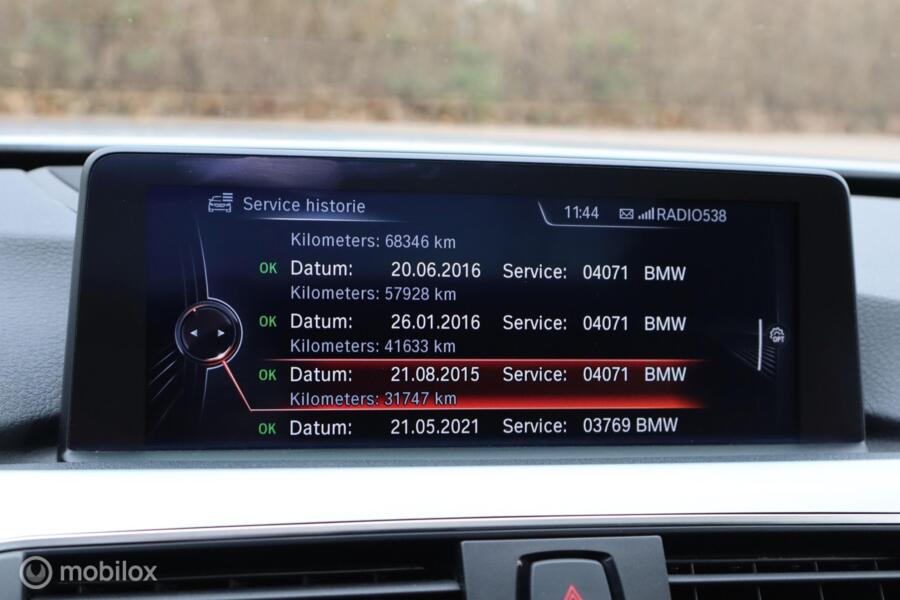 Service historie
11:44 RADIO538
Kilometers: 68346 km
OK Datum: 20.06.2016 Service: 04071 BMW
Kilometers: 57928 km
OK Datum: 26.01.2016 Service: 04071 BMW
Kilometers: 41633 km
OK Datum: 21.08.2015 Service: 04071 BMW
Kilometers: 31747 km
OK Datum: 21.05.2021 Service: 03769 BMW
OPT
mobilox